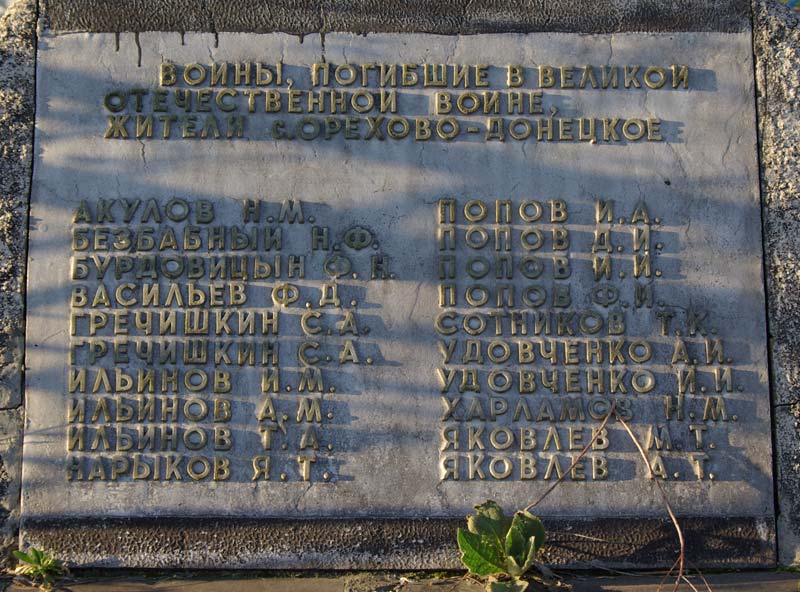 ВОИНЫ, ПОГИБШИЕ В ВЕЛИКОЙ
ОТЕЧЕСТВЕННОЙ ВОЙНЕ,
ЖИТЕЛИ С.ОРЕХОВО-ДОНЕЦКОЕ
АКУЛОВ Н.М.
БЕЗБАБНЫЙ Н.Ф.
БУРДОВИЦЫН Ф.Н.
ВАСИЛЬЕВ Ф.Д.
ГРЕЧИШКИН С.А.
ГРЕЧИШКИН С.А.
ИЛЬИНОВ И.М.
ИЛЬИНОВ А.М.
ИЛЬИНОВ Т.А.
НАРЫКОВ Я.Т.
ПОПОВ И.А.
ПОПОВ Д.И.
ПОПОВ И.И.
ПОПОВ Ф.И.
СОТНИКОВ Т.К.
УДОВЧЕНКО А.И.
УДОВЧЕНКО И.И.
ХАРЛАМОВ Н.М.
ЯКОВЛЕВ М.Т.
ЯКОВЛЕВ А.Т.